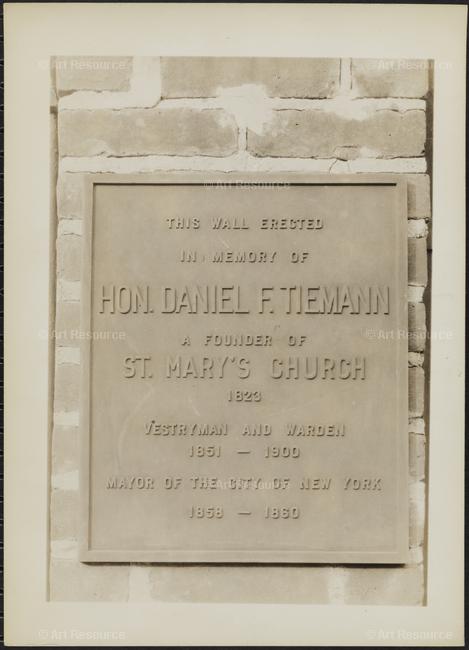 THIS WALL ERECTED
IN MEMORY OF
HON. DANIEL F. TIEMANN
A FOUNDER OF
ST. MARY'S CHURCH
1823
VESTRYMAN AND WARDEN
1851 — 1900
MAYOR OF THE CITY OF NEW YORK
1858 — 1860
© Art Resource
© Art Resource
© Art Resource
© Art Resource
© Art Resource
© Art Resource
© Art Resource
© Art Resource